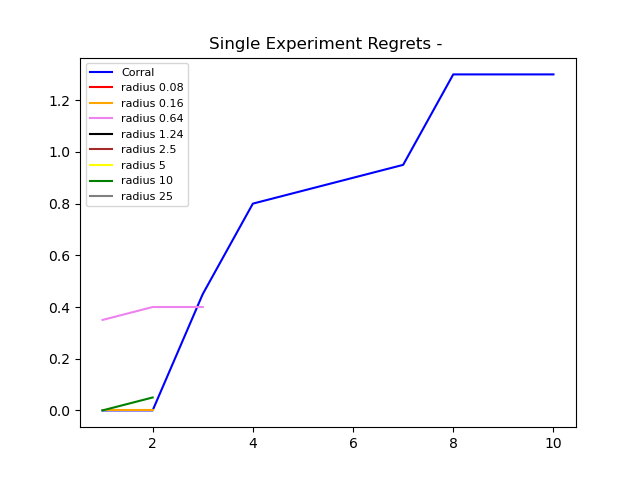 Single Experiment Regrets -
Corral
radius 0.08
radius 0.16
radius 0.64
radius 1.24
radius 2.5
radius 5
radius 10
radius 25
1.2
1.0
0.8
0.6
0.4
0.2
0.0
2 4 6 8 10